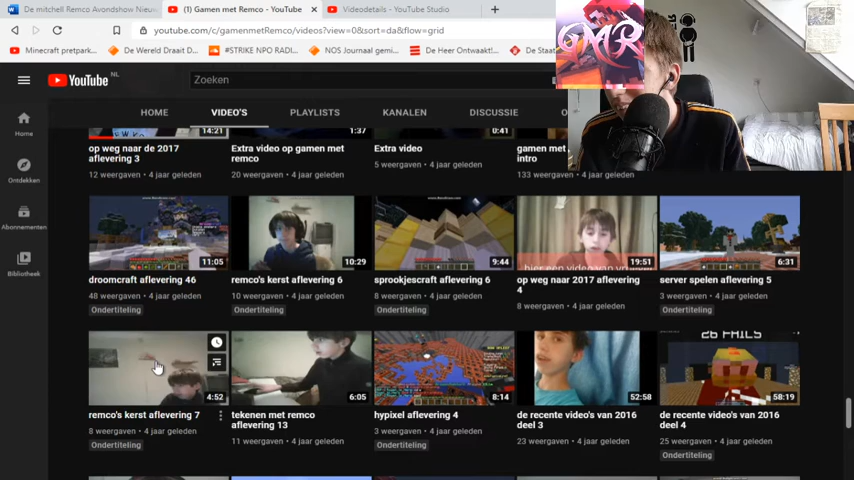 De mitchell Remco Avondshow Nieu
(1) Gamen met Remco - YouTube
Videodetails - YouTube Studio
youtube.com/c/gamenmetRemco/videos?view=0&sort=da&flow=grid
Minecraft pretpark...
De Wereld Draait D...
#STRIKE NPO RADI...
NOS Journaal gemi...
De Heer Ontwaakt!...
De Staat
GMR
YouTube NL
Zoeken
HOME
VIDEO'S
PLAYLISTS
KANALEN
DISCUSSIE
Home
Ontdekken
Abonnementen
Bibliotheek
14:21
1:37
0:41
op weg naar de 2017
aflevering 3
12 weergaven • 4 jaar geleden
Extra video op gamen met
remco
20 weergaven • 4 jaar geleden
Extra video
5 weergaven • 4 jaar geleden
gamen met
intro
133 weergaven • 4 jaar geleden
11:05
10:29
9:44
hier een video van
19:51
6:31
droomcraft aflevering 46
48 weergaven • 4 jaar geleden
Ondertiteling
remco's kerst aflevering 6
10 weergaven • 4 jaar geleden
Ondertiteling
sprookjescraft aflevering 6
8 weergaven • 4 jaar geleden
Ondertiteling
op weg naar 2017 aflevering
4
8 weergaven • 4 jaar geleden
server spelen aflevering 5
3 weergaven • 4 jaar geleden
Ondertiteling
4:52
6:05
8:14
52:58
26 FAILS
58:19
remco's kerst aflevering 7
8 weergaven • 4 jaar geleden
Ondertiteling
tekenen met remco
aflevering 13
11 weergaven • 4 jaar geleden
hypixel aflevering 4
3 weergaven • 4 jaar geleden
Ondertiteling
de recente video's van 2016
deel 3
23 weergaven • 4 jaar geleden
de recente video's van 2016
deel 4
25 weergaven • 4 jaar geleden
Ondertiteling